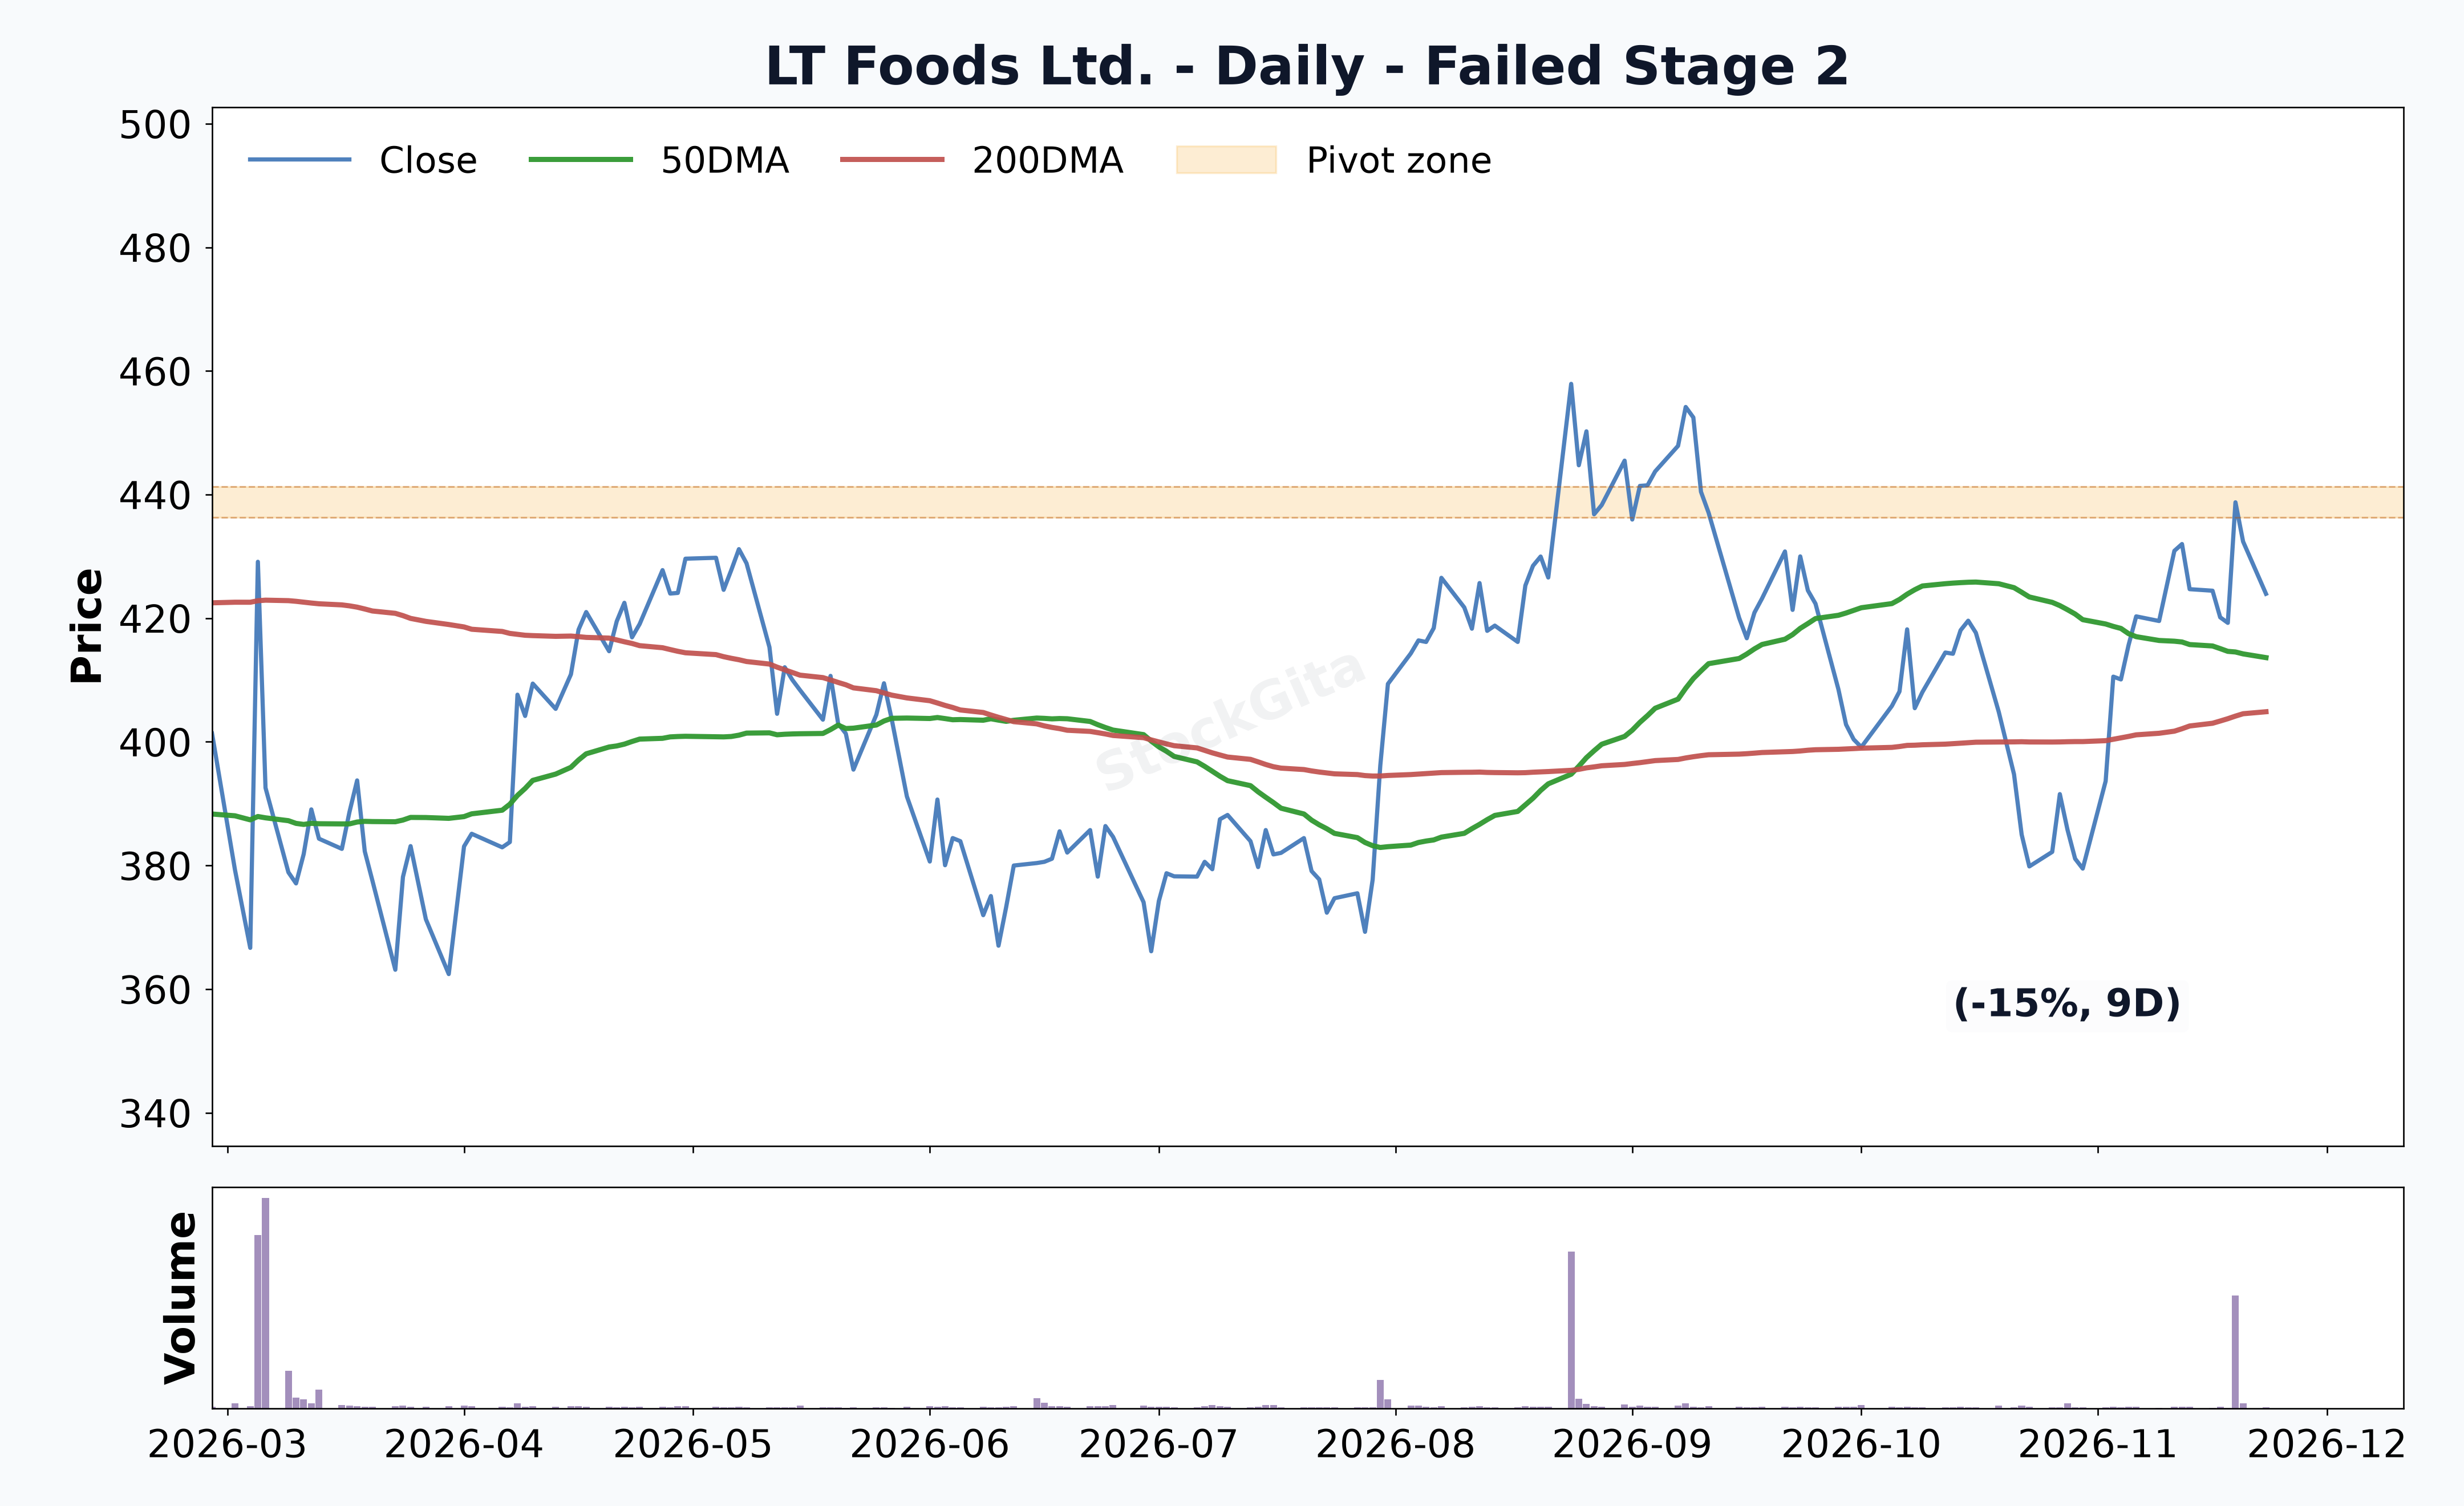 LT Foods Ltd. - Daily - Failed Stage 2
Close 50DMA 200DMA Pivot zone
500
480
460
440
420
400
380
360
340
Price
StockGita
(-15%, 9D)
Volume
2026-03 2026-04 2026-05 2026-06 2026-07 2026-08 2026-09 2026-10 2026-11 2026-12